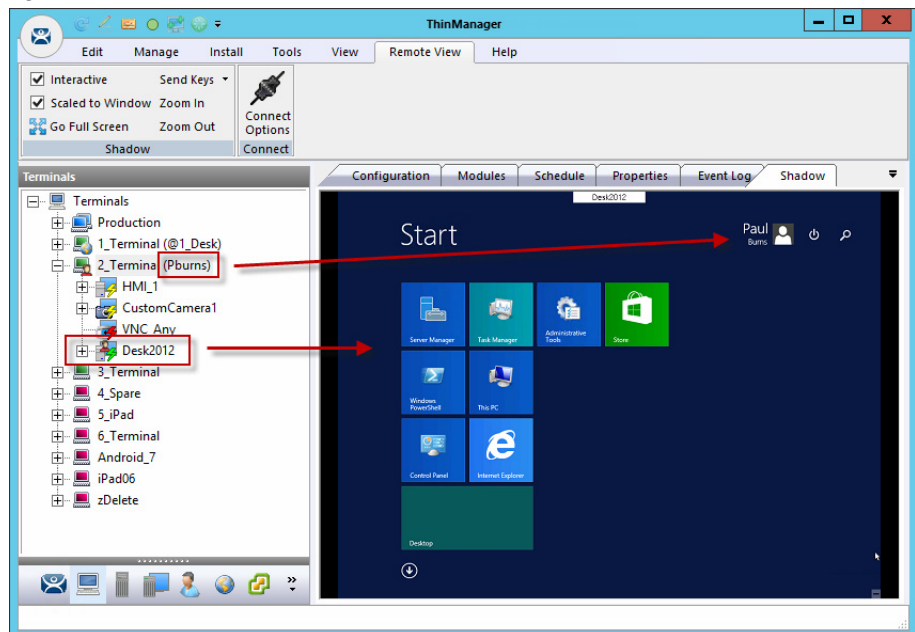 ThinManager
Edit Manage Install Tools View Remote View Help
Interactive Send Keys
Scaled to Window Zoom In
Go Full Screen Zoom Out
Connect Options
Shadow Connect
Terminals
Configuration Modules Schedule Properties Event Log Shadow
Desk2012
Terminals
Production
1_Terminal (@1_Desk)
2_Terminal (Pburns)
HMI_1
CustomCamera1
VNC_Any
Desk2012
3_Terminal
4_Spare
5_iPad
6_Terminal
Android_7
iPad06
zDelete
Start
Paul
Burns
Server Manager
Task Manager
Administrative Tools
Store
Windows PowerShell
This PC
Control Panel
Internet Explorer
Desktop